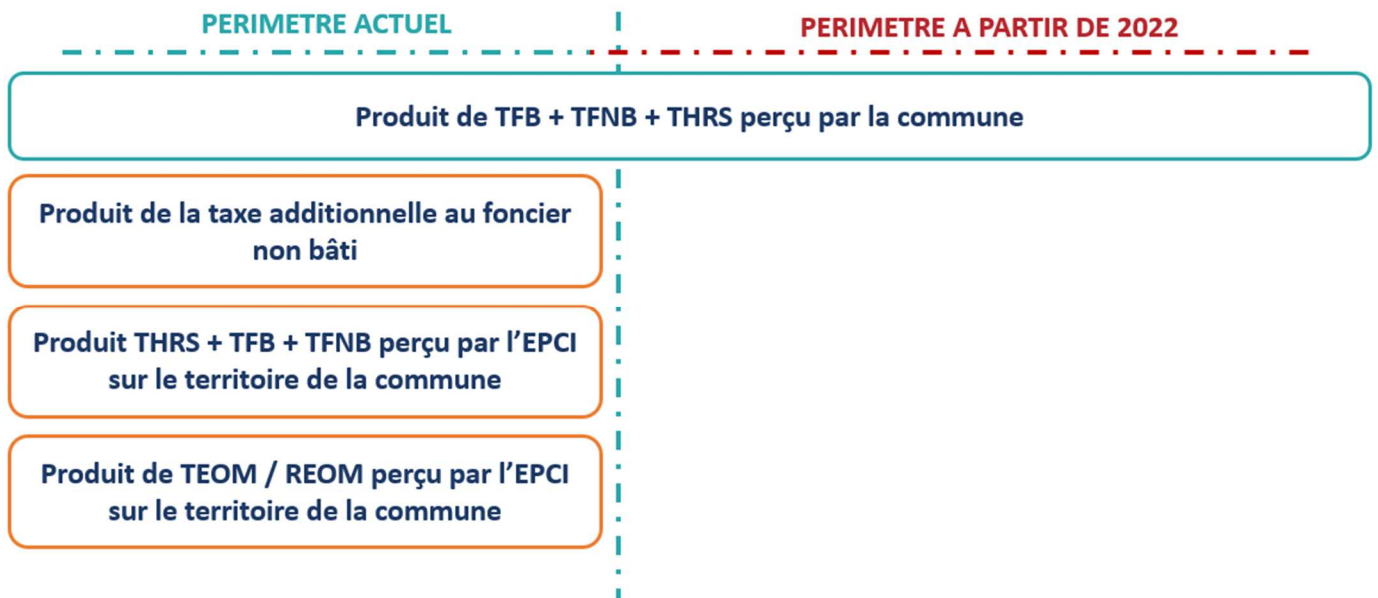 PERIMETRE ACTUEL
PERIMETRE A PARTIR DE 2022
Produit de TFB + TFNB + THRS perçu par la commune
Produit de la taxe additionnelle au foncier
non bâti
Produit THRS + TFB + TFNB perçu par l’EPCI
sur le territoire de la commune
Produit de TEOM / REOM perçu par l’EPCI
sur le territoire de la commune